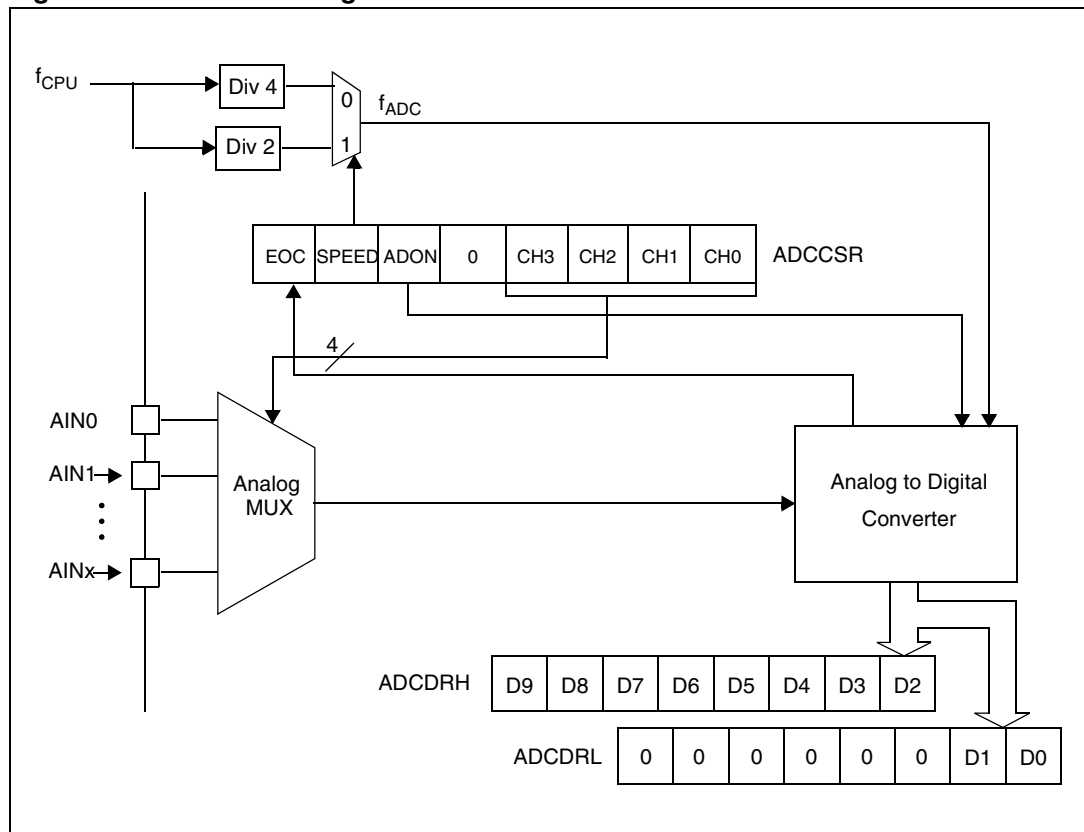 f_CPU
Div 4
0
f_ADC
Div 2
1
EOC SPEED ADON 0 CH3 CH2 CH1 CH0 ADCCSR
4
AIN0
AIN1
Analog
MUX
Analog to Digital
Converter
AINx
ADCDRH D9 D8 D7 D6 D5 D4 D3 D2
ADCDRL 0 0 0 0 0 0 D1 D0